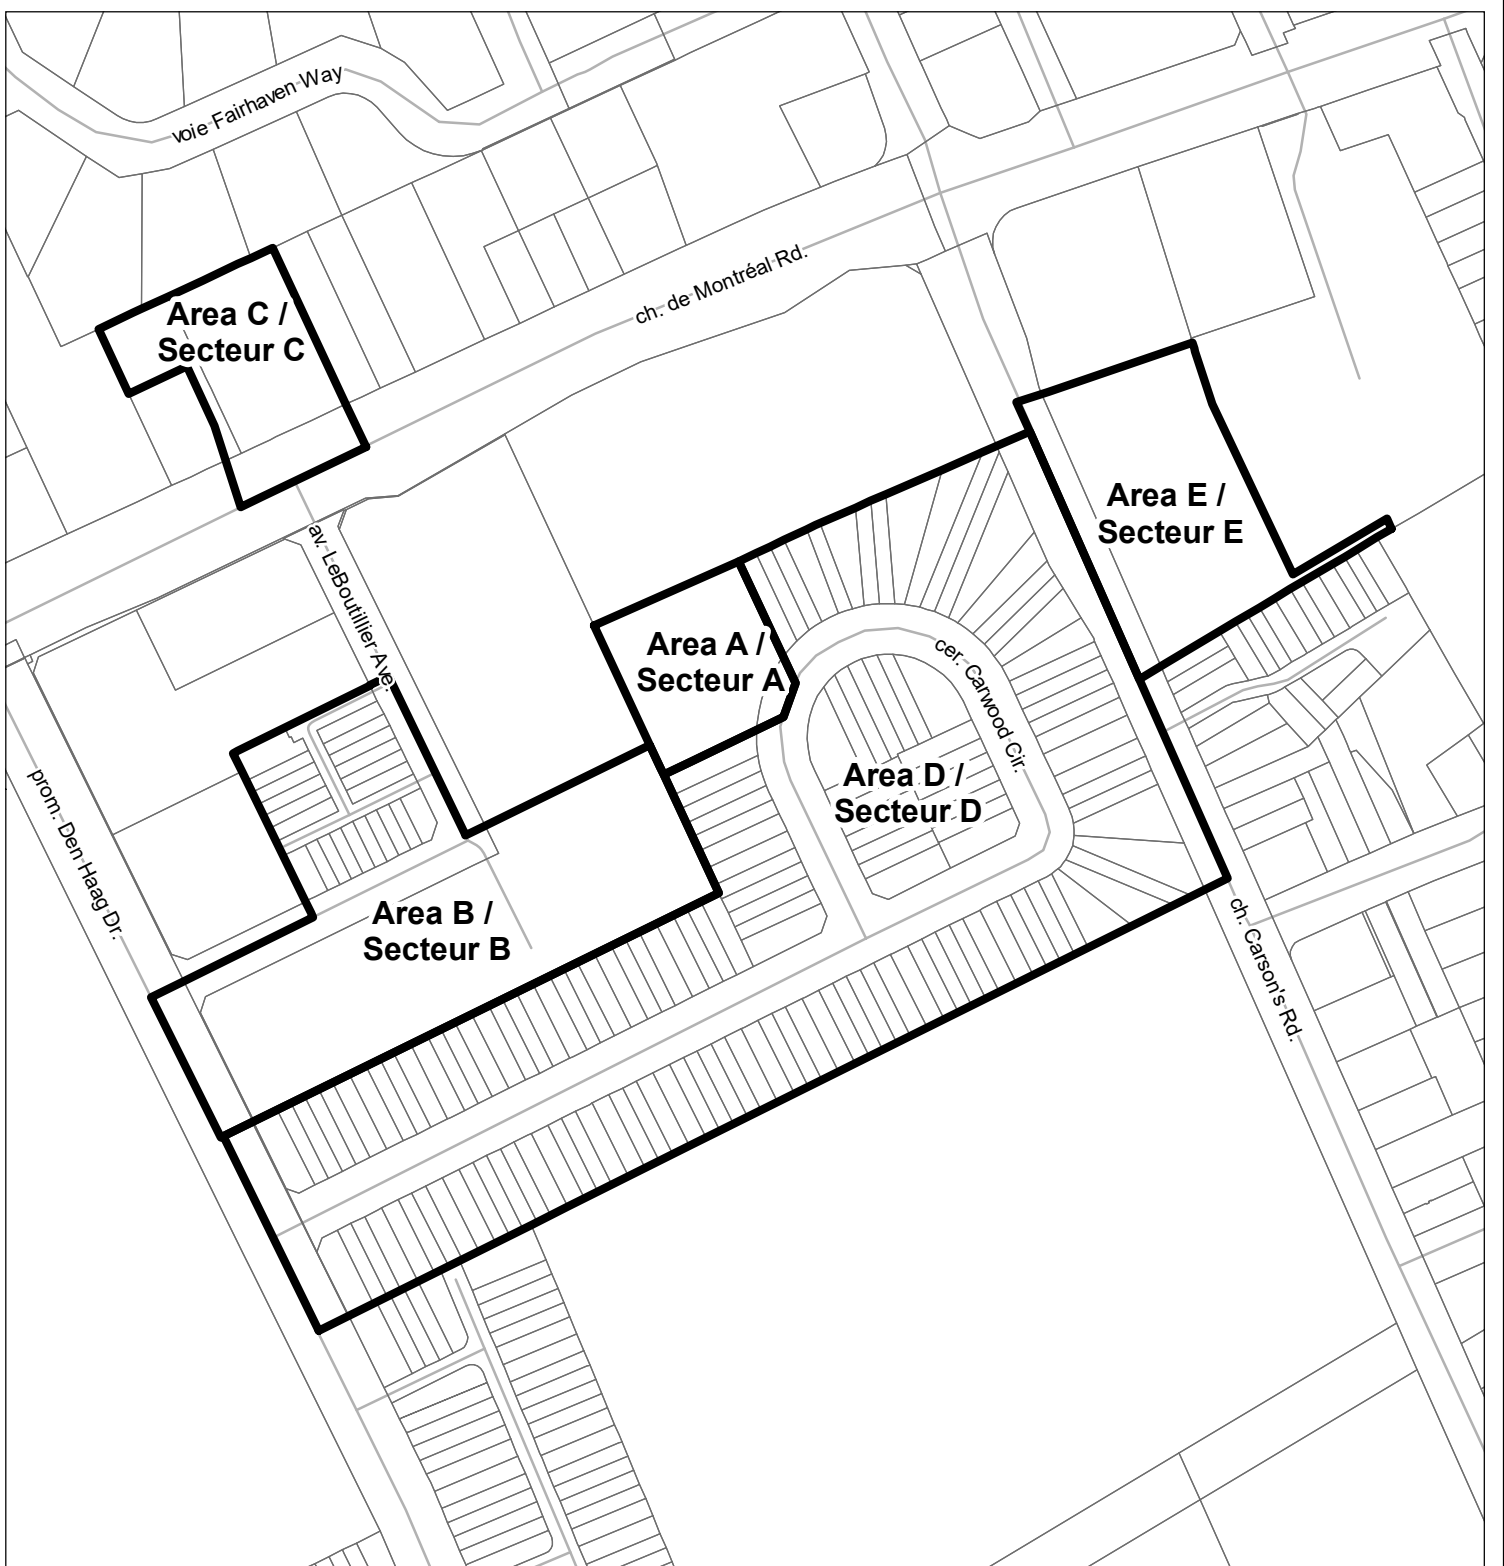 voie Fairhaven Way
ch. de Montréal Rd.
Area C /
Secteur C
Area E /
Secteur E
av. LeBoutillier Ave.
Area A /
Secteur A
cer. Carwood Cir.
Area D /
Secteur D
prom. Den Haag Dr.
Area B /
Secteur B
ch. Carson's Rd.